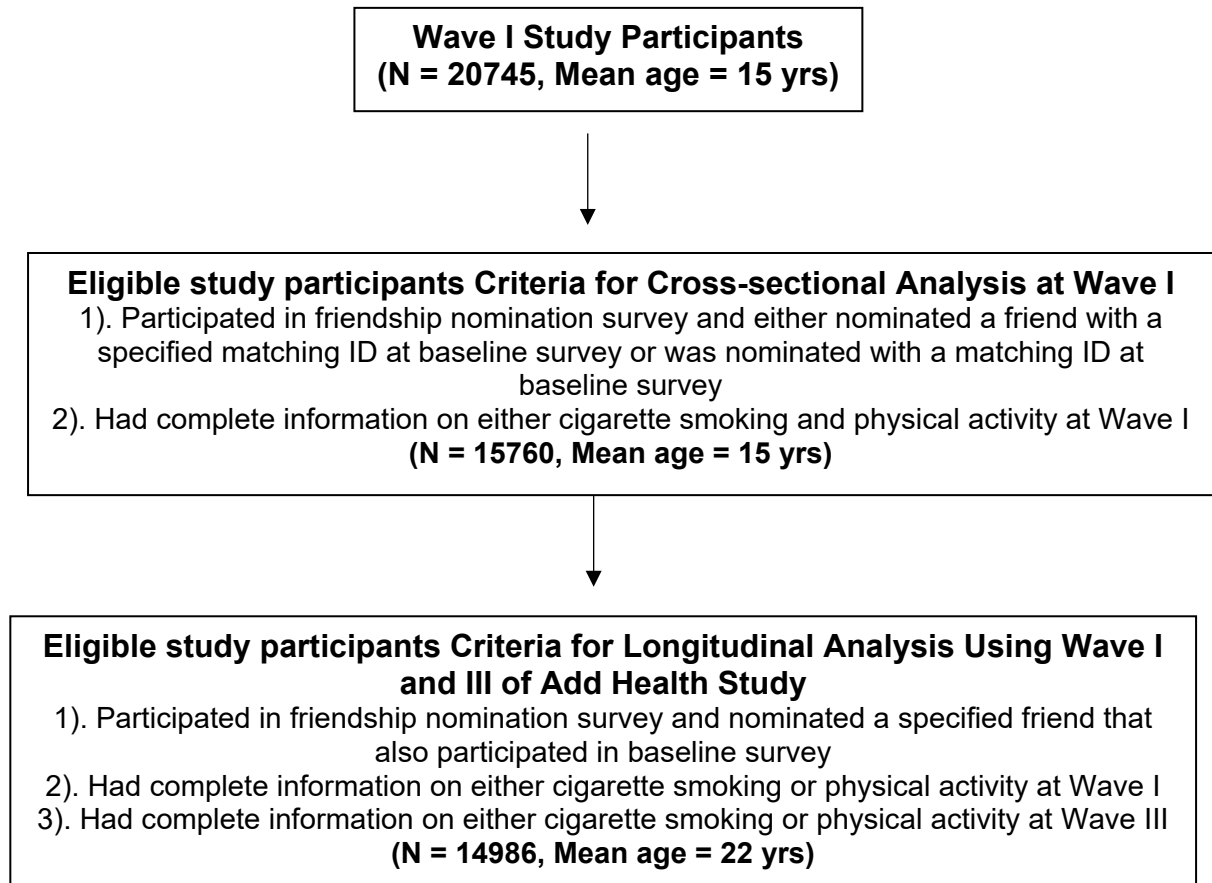 Wave I Study Participants
(N = 20745, Mean age = 15 yrs)
Eligible study participants Criteria for Cross-sectional Analysis at Wave I
1). Participated in friendship nomination survey and either nominated a friend with a
specified matching ID at baseline survey or was nominated with a matching ID at
baseline survey
2). Had complete information on either cigarette smoking and physical activity at Wave I
(N = 15760, Mean age = 15 yrs)
Eligible study participants Criteria for Longitudinal Analysis Using Wave I
and III of Add Health Study
1). Participated in friendship nomination survey and nominated a specified friend that
also participated in baseline survey
2). Had complete information on either cigarette smoking or physical activity at Wave I
3). Had complete information on either cigarette smoking or physical activity at Wave III
(N = 14986, Mean age = 22 yrs)